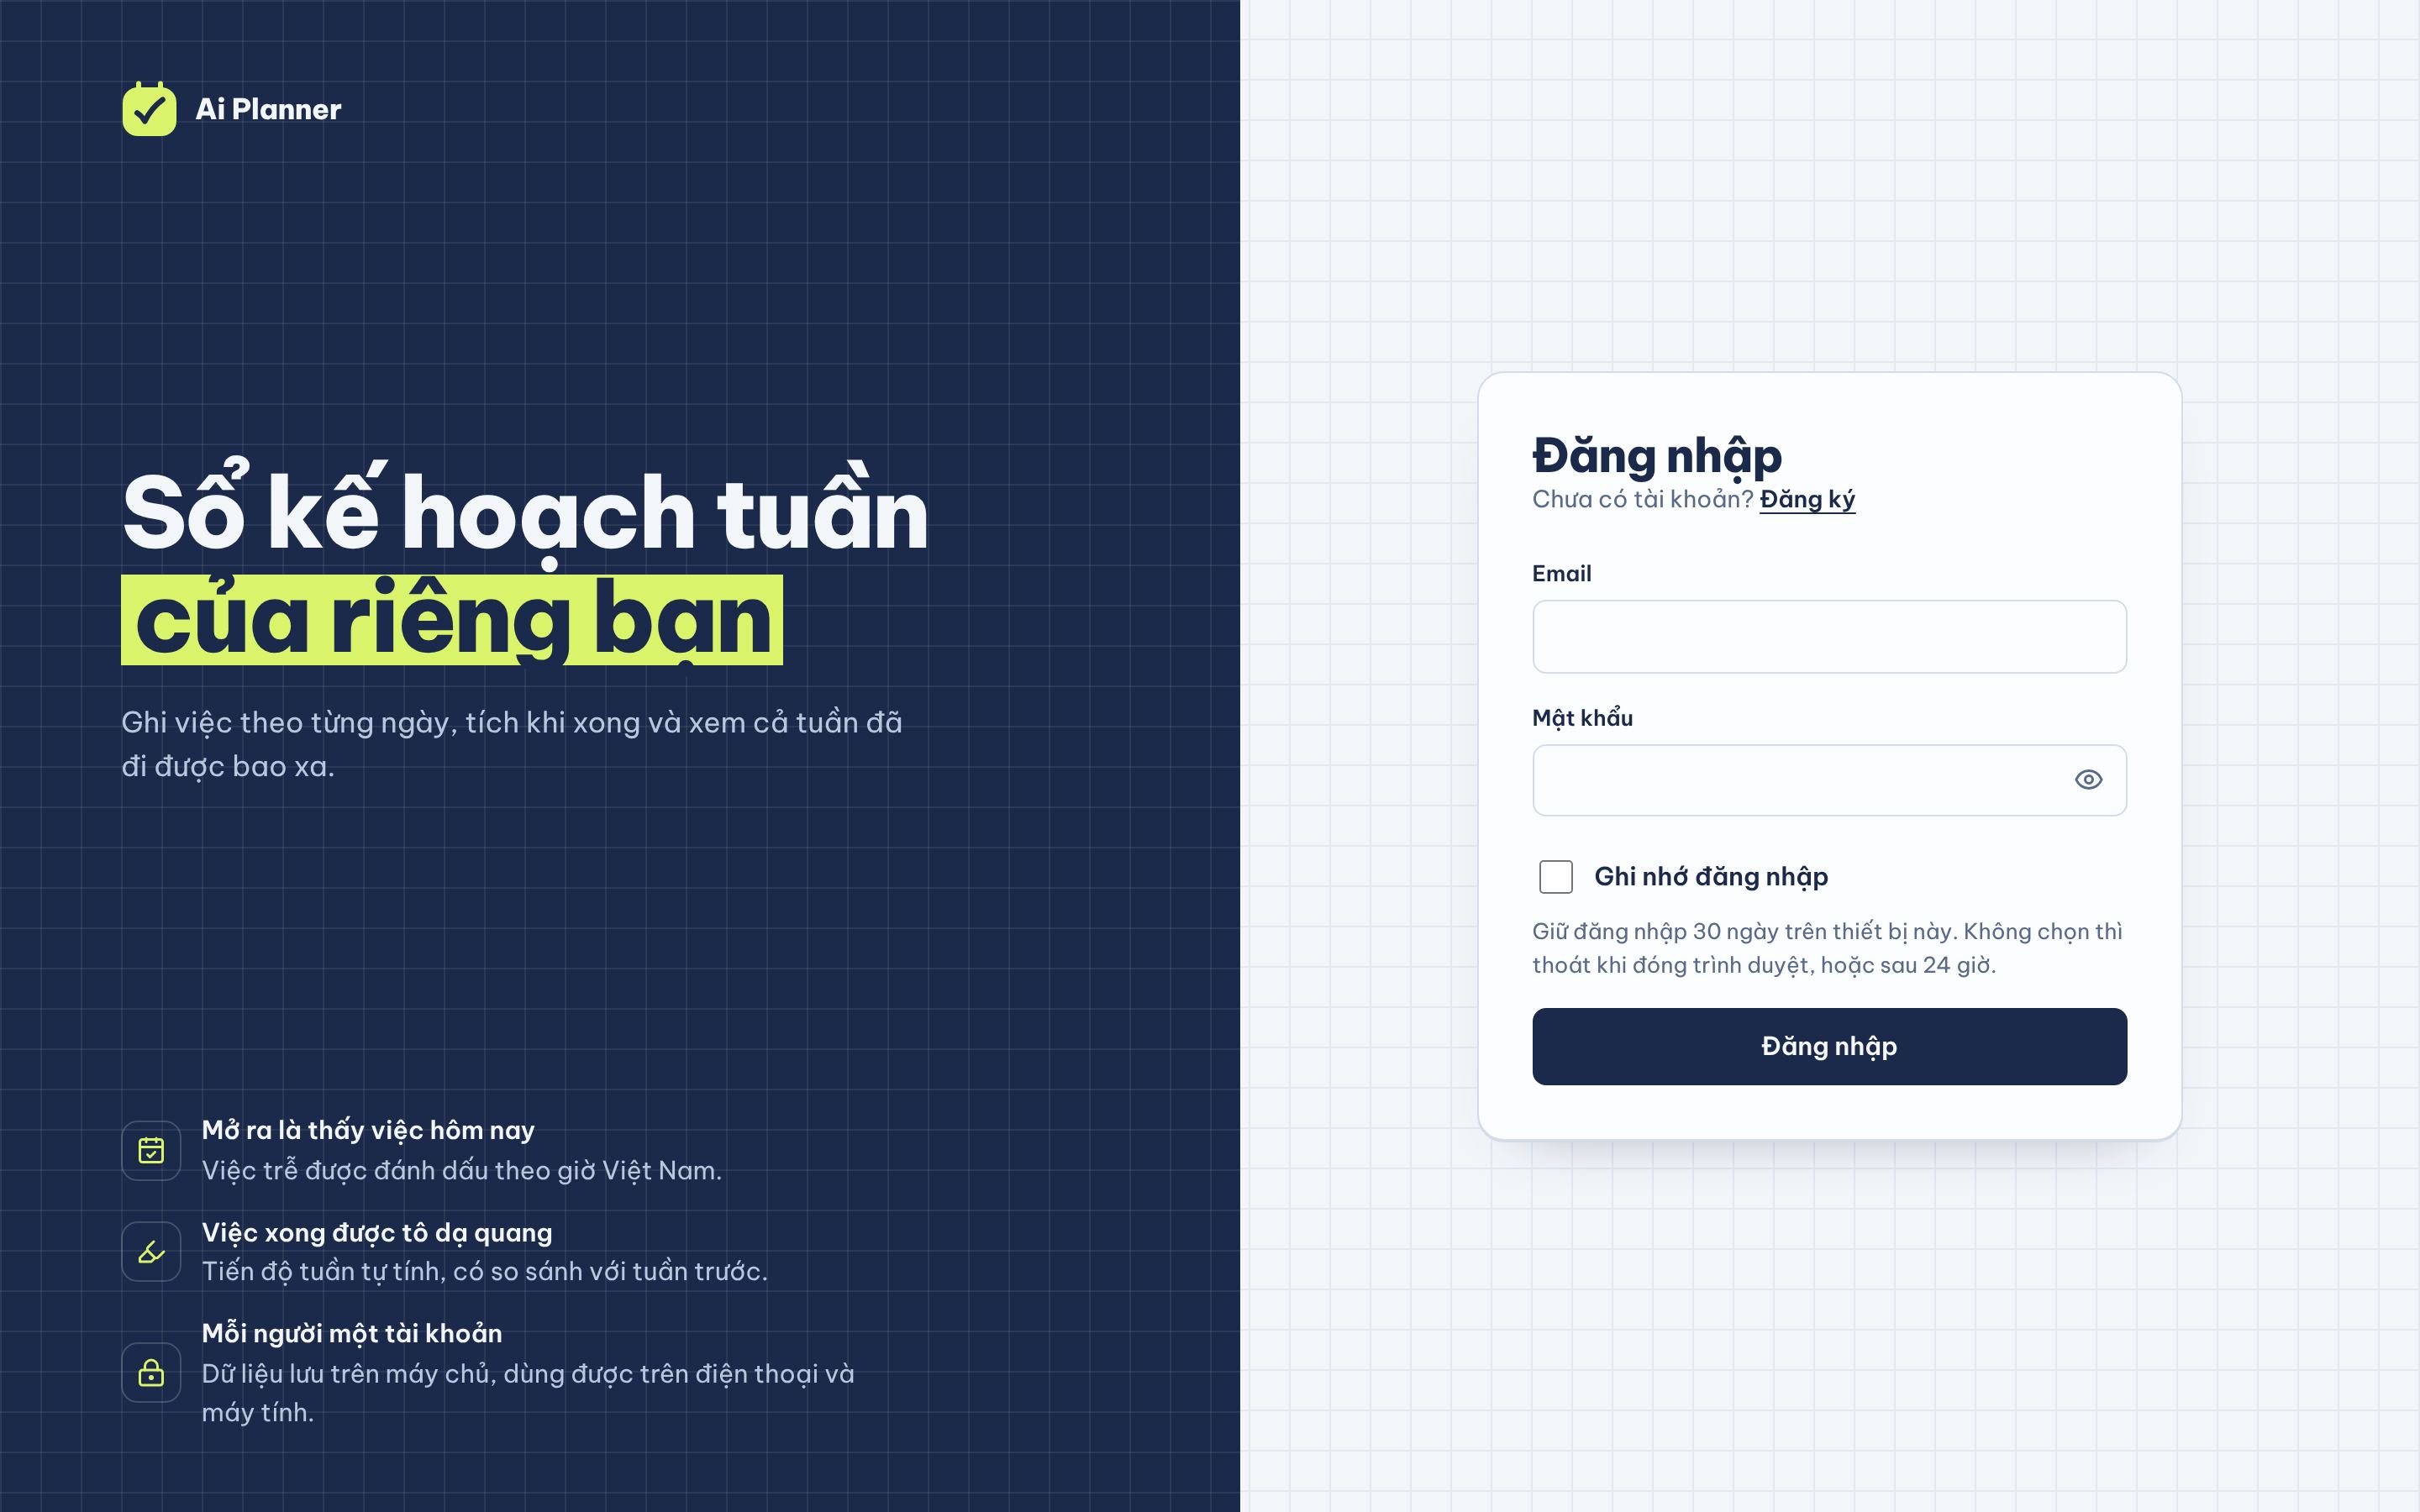 Ai Planner
Sổ kế hoạch tuần
của riêng bạn
Ghi việc theo từng ngày, tích khi xong và xem cả tuần đã
đi được bao xa.
Mở ra là thấy việc hôm nay
Việc trễ được đánh dấu theo giờ Việt Nam.
Việc xong được tô dạ quang
Tiến độ tuần tự tính, có so sánh với tuần trước.
Mỗi người một tài khoản
Dữ liệu lưu trên máy chủ, dùng được trên điện thoại và
máy tính.
Đăng nhập
Chưa có tài khoản? Đăng ký
Email
Mật khẩu
Ghi nhớ đăng nhập
Giữ đăng nhập 30 ngày trên thiết bị này. Không chọn thì
thoát khi đóng trình duyệt, hoặc sau 24 giờ.
Đăng nhập